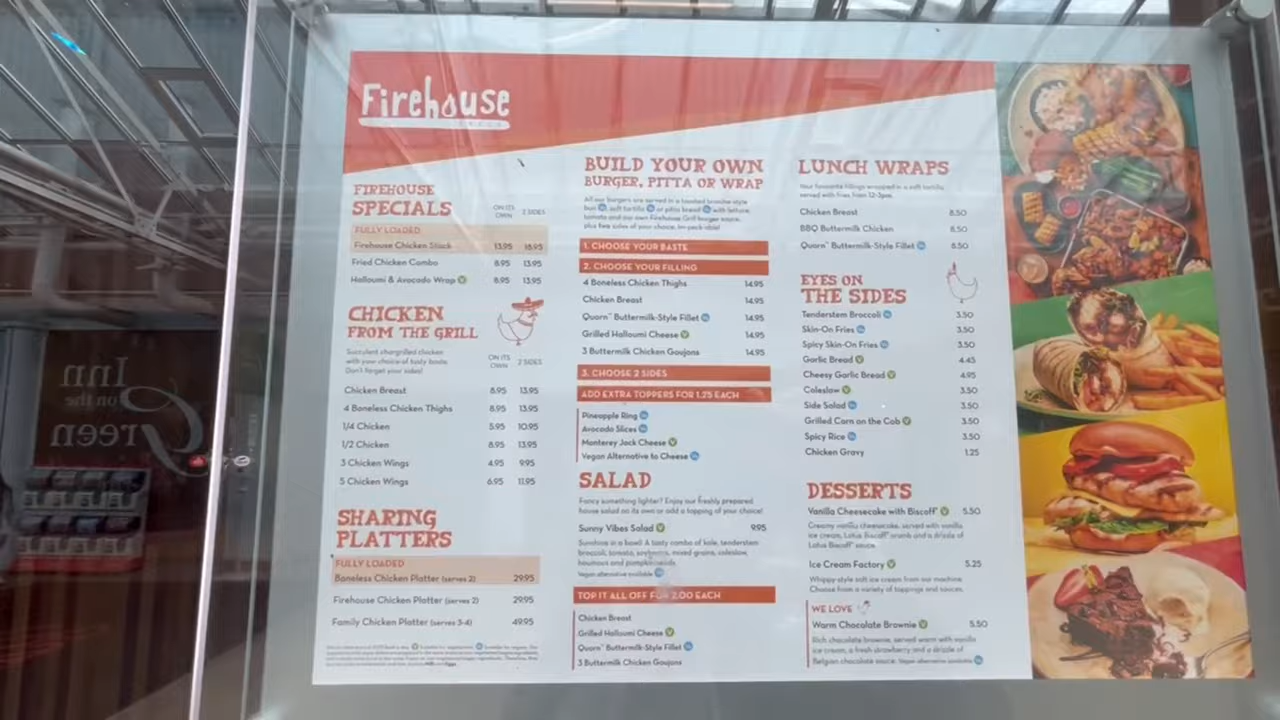 Firehouse
FIREHOUSE
SPECIALS
ON ITS OWN 2 SIDES
FULLY LOADED
Firehouse Chicken Stack 13.95 18.95
Fried Chicken Combo 8.95 13.95
Halloumi & Avocado Wrap V 8.95 13.95
CHICKEN
FROM THE GRILL
Succulent chargrilled chicken
with your choice of tasty baste.
Don't forget your sides!
ON ITS OWN 2 SIDES
Chicken Breast 8.95 13.95
4 Boneless Chicken Thighs 8.95 13.95
1/4 Chicken 5.95 10.95
1/2 Chicken 8.95 13.95
3 Chicken Wings 4.95 9.95
5 Chicken Wings 6.95 11.95
SHARING
PLATTERS
FULLY LOADED
Boneless Chicken Platter (serves 2) 29.95
Firehouse Chicken Platter (serves 2) 29.95
Family Chicken Platter (serves 3-4) 49.95
BUILD YOUR OWN
BURGER, PITTA OR WRAP
All our burgers are served in a toasted brioche style
bun, soft tortilla or pitta bread with lettuce,
tomato and our own Firehouse Grill burger sauce,
plus two sides of your choice.
1. CHOOSE YOUR BASTE
2. CHOOSE YOUR FILLING
4 Boneless Chicken Thighs 14.95
Chicken Breast 14.95
Quorn™ Buttermilk-Style Fillet 14.95
Grilled Halloumi Cheese V 14.95
3 Buttermilk Chicken Goujons 14.95
3. CHOOSE 2 SIDES
ADD EXTRA TOPPERS FOR 1.25 EACH
Pineapple Ring
Avocado Slices
Monterey Jack Cheese V
Vegan Alternative to Cheese
SALAD
Fancy something lighter? Enjoy our freshly prepared
house salad on its own or add a topping of your choice!
Sunny Vibes Salad V 9.95
Sunshine in a bowl! A tasty combo of kale, tenderstem
broccoli, tomato, soybeans, mixed grains, coleslaw,
houmous and pumpkin seeds.
Vegan alternative available
TOP IT ALL OFF FOR 2.00 EACH
Chicken Breast
Grilled Halloumi Cheese V
Quorn™ Buttermilk-Style Fillet
3 Buttermilk Chicken Goujons
LUNCH WRAPS
Your favourite fillings wrapped in a soft tortilla,
served with fries from 12-3pm.
Chicken Breast 8.50
BBQ Buttermilk Chicken 8.50
Quorn™ Buttermilk-Style Fillet 8.50
EYES ON
THE SIDES
Tenderstem Broccoli 3.50
Skin-On Fries 3.50
Spicy Skin-On Fries 3.50
Garlic Bread V 4.45
Cheesy Garlic Bread V 4.95
Coleslaw V 3.50
Side Salad 3.50
Grilled Corn on the Cob V 3.50
Spicy Rice 3.50
Chicken Gravy 1.25
DESSERTS
Vanilla Cheesecake with Biscoff® V 5.50
Creamy vanilla cheesecake, served with vanilla
ice cream, Lotus Biscoff® crumb and a drizzle of
Lotus Biscoff® sauce.
Ice Cream Factory V 5.25
Whippy-style soft ice cream from our machine.
Choose from a variety of toppings and sauces.
WE LOVE
Warm Chocolate Brownie V 5.50
Rich chocolate brownie, served warm with vanilla
ice cream, a fresh strawberry and a drizzle of
Belgian chocolate sauce. Vegan alternative available
Inn
on the
Green